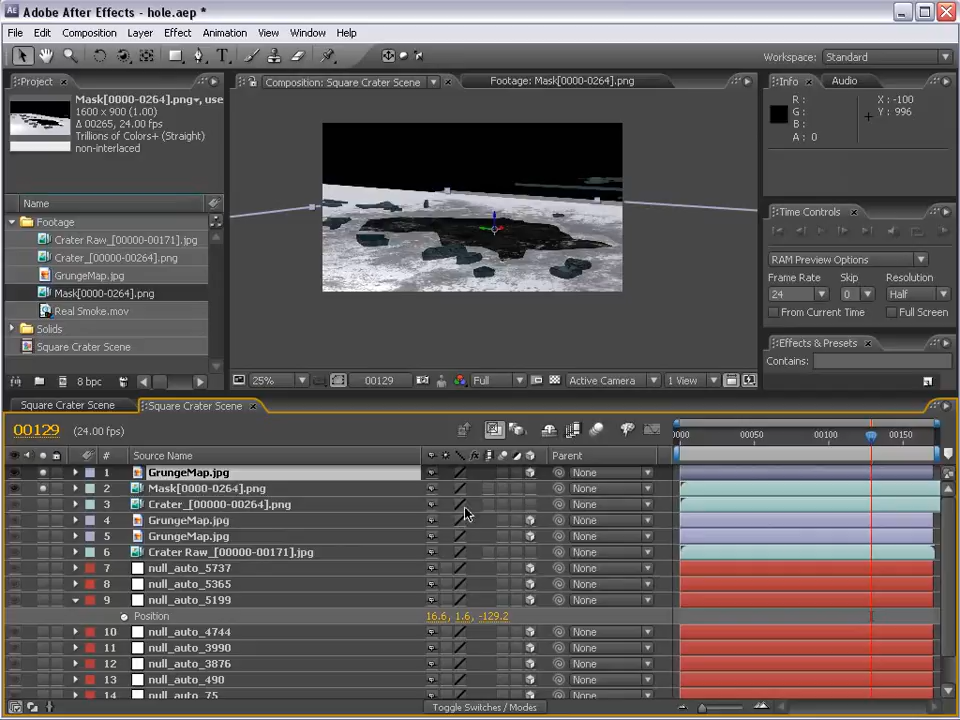 Adobe After Effects - hole.aep *
File Edit Composition Layer Effect Animation View Window Help
Workspace: Standard
Project
Composition: Square Crater Scene
Footage: Mask[0000-0264].png
Info
Audio
Mask[0000-0264].png▾, use
1600 x 900 (1.00)
Δ 00265, 24.00 fps
Trillions of Colors+ (Straight)
non-interlaced
R :
G :
B :
A : 0
X : -100
Y : 996
Name
Footage
Crater Raw_[00000-00171].jpg
Crater_[00000-00264].png
GrungeMap.jpg
Mask[0000-0264].png
Real Smoke.mov
Solids
Square Crater Scene
8 bpc
Time Controls
RAM Preview Options
Frame Rate Skip Resolution
24 0 Half
From Current Time Full Screen
Effects & Presets
Contains:
25% 00129 Full Active Camera 1 View
Square Crater Scene
Square Crater Scene
00129 (24.00 fps)
0000 00050 00100 00150
# Source Name Parent
1 GrungeMap.jpg None
2 Mask[0000-0264].png None
3 Crater_[00000-00264].png None
4 GrungeMap.jpg None
5 GrungeMap.jpg None
6 Crater Raw_[00000-00171].jpg None
7 null_auto_5737 None
8 null_auto_5365 None
9 null_auto_5199 None
Position 16.6, 1.6, -129.2
10 null_auto_4744 None
11 null_auto_3990 None
12 null_auto_3876 None
13 null_auto_490 None
14 null_auto_75 None
Toggle Switches / Modes